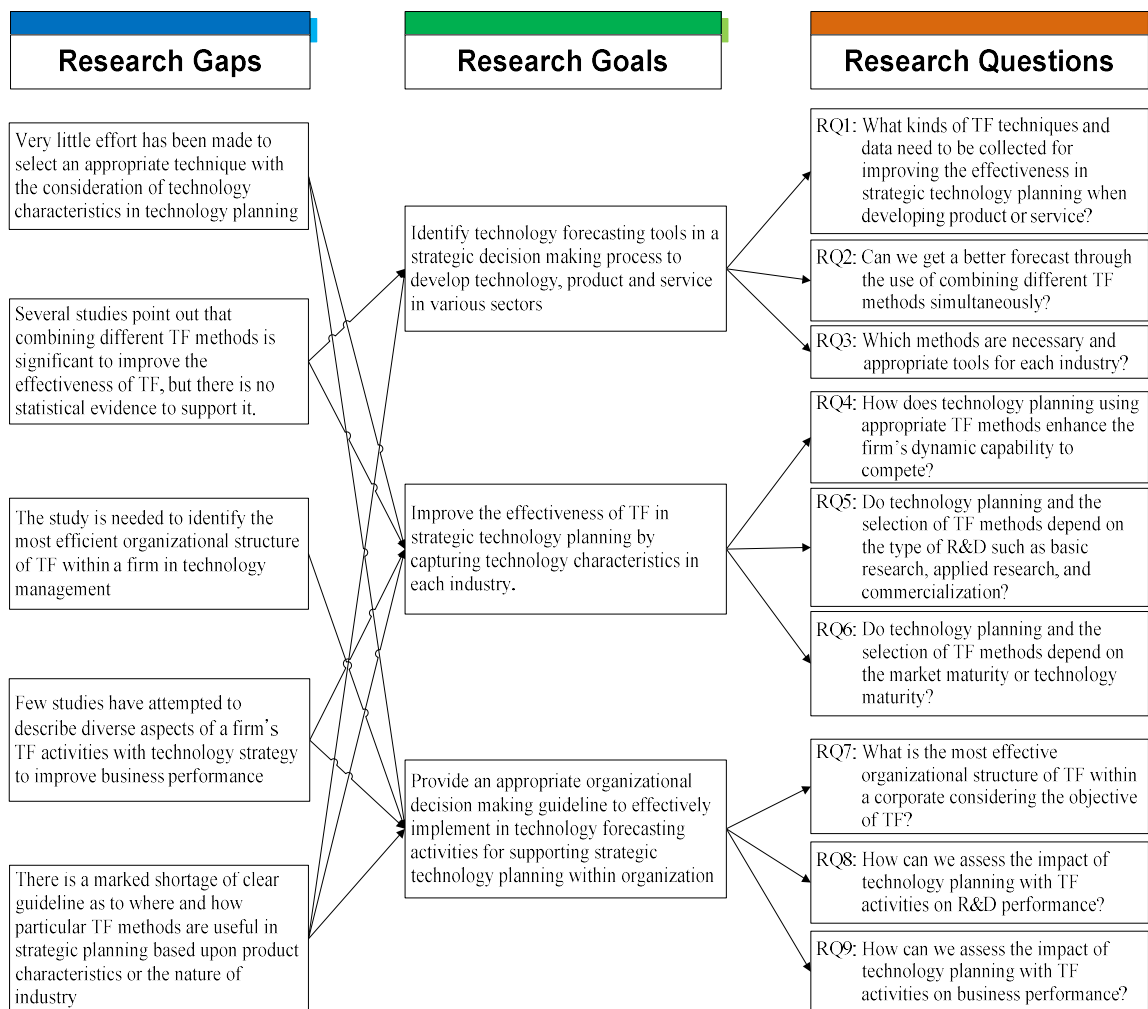 Research Gaps
Research Goals
Research Questions
Very little effort has been made to
select an appropriate technique with
the consideration of technology
characteristics in technology planning
Several studies point out that
combining different TF methods is
significant to improve the
effectiveness of TF, but there is no
statistical evidence to support it.
The study is needed to identify the
most efficient organizational structure
of TF within a firm in technology
management
Few studies have attempted to
describe diverse aspects of a firm's
TF activities with technology strategy
to improve business performance
There is a marked shortage of clear
guideline as to where and how
particular TF methods are useful in
strategic planning based upon product
characteristics or the nature of
industry
Identify technology forecasting tools in a
strategic decision making process to
develop technology, product and service
in various sectors
Improve the effectiveness of TF in
strategic technology planning by
capturing technology characteristics in
each industry.
Provide an appropriate organizational
decision making guideline to effectively
implement in technology forecasting
activities for supporting strategic
technology planning within organization
RQ1: What kinds of TF techniques and
data need to be collected for
improving the effectiveness in
strategic technology planning when
developing product or service?
RQ2: Can we get a better forecast through
the use of combining different TF
methods simultaneously?
RQ3: Which methods are necessary and
appropriate tools for each industry?
RQ4: How does technology planning using
appropriate TF methods enhance the
firm's dynamic capability to
compete?
RQ5: Do technology planning and the
selection of TF methods depend on
the type of R&D such as basic
research, applied research, and
commercialization?
RQ6: Do technology planning and the
selection of TF methods depend on
the market maturity or technology
maturity?
RQ7: What is the most effective
organizational structure of TF within
a corporate considering the objective
of TF?
RQ8: How can we assess the impact of
technology planning with TF
activities on R&D performance?
RQ9: How can we assess the impact of
technology planning with TF
activities on business performance?